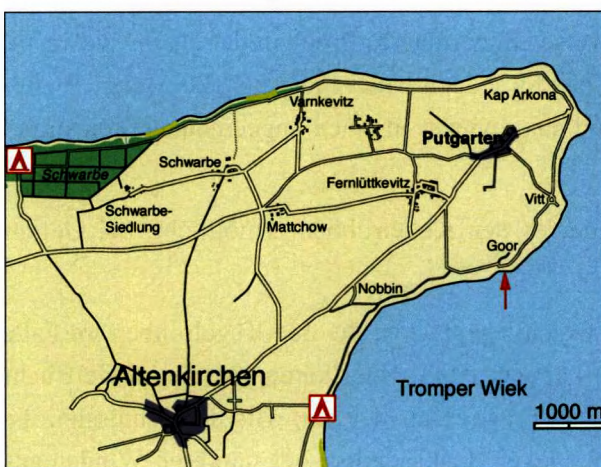 Varnkevitz
Kap Arkona
Putgarten
Schwarbe
Schwarbe
Fernlüttkevitz
Schwarbe-
Siedlung
Vitt
Mattchow
Goor
Nobbin
Altenkirchen
Tromper Wiek
1000 m